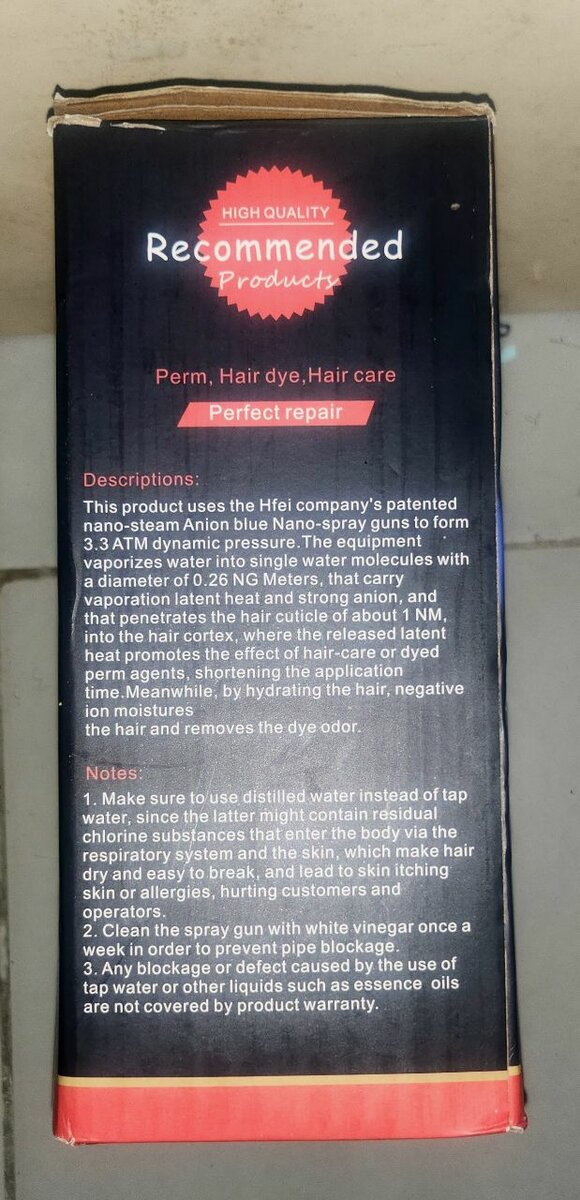 HIGH QUALITY
Recommended
Products
Perm, Hair dye,Hair care
Perfect repair
Descriptions:
This product uses the Hfei company's patented
nano-steam Anion blue Nano-spray guns to form
3.3 ATM dynamic pressure.The equipment
vaporizes water into single water molecules with
a diameter of 0.26 NG Meters, that carry
vaporation latent heat and strong anion, and
that penetrates the hair cuticle of about 1 NM,
into the hair cortex, where the released latent
heat promotes the effect of hair-care or dyed
perm agents, shortening the application
time.Meanwhile, by hydrating the hair, negative
ion moistures
the hair and removes the dye odor.
Notes:
1. Make sure to use distilled water instead of tap
water, since the latter might contain residual
chlorine substances that enter the body via the
respiratory system and the skin, which make hair
dry and easy to break, and lead to skin itching
skin or allergies, hurting customers and
operators.
2. Clean the spray gun with white vinegar once a
week in order to prevent pipe blockage.
3. Any blockage or defect caused by the use of
tap water or other liquids such as essence oils
are not covered by product warranty.